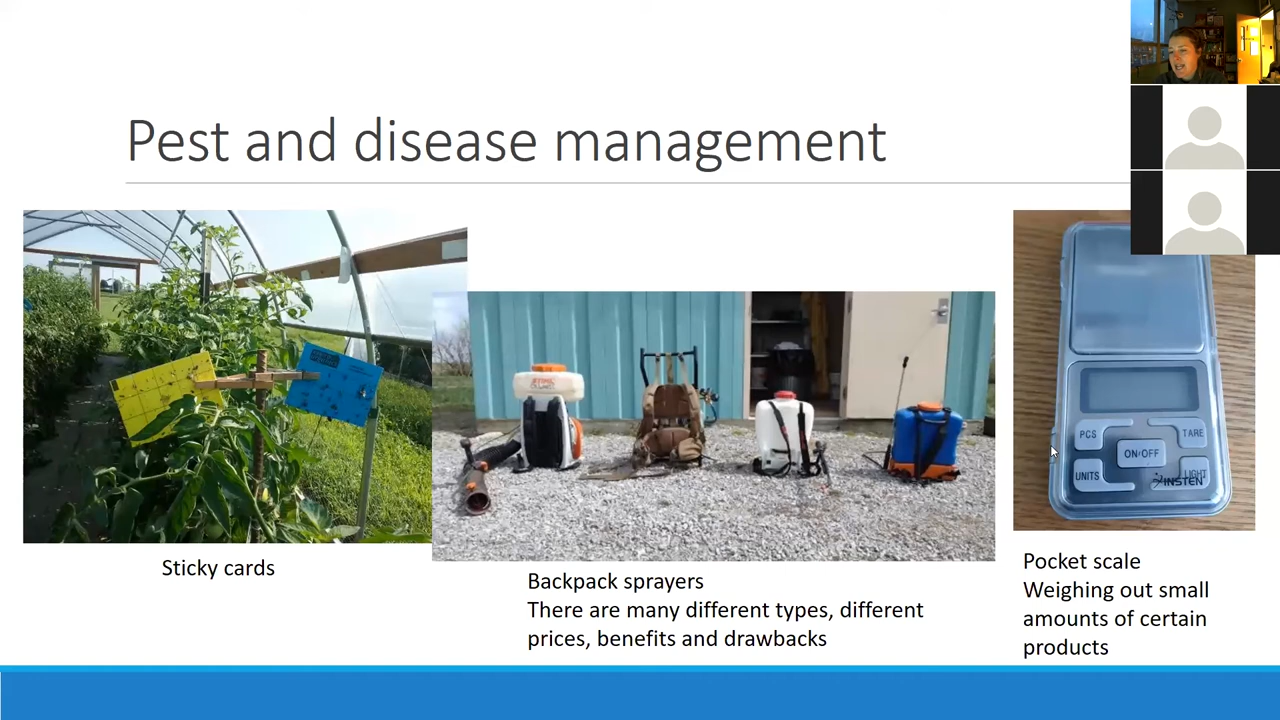 Pest and disease management
Sticky cards
Backpack sprayers
There are many different types, different
prices, benefits and drawbacks
PCS
TARE
ON/OFF
UNITS
LIGHT
INSTEN
Pocket scale
Weighing out small
amounts of certain
products